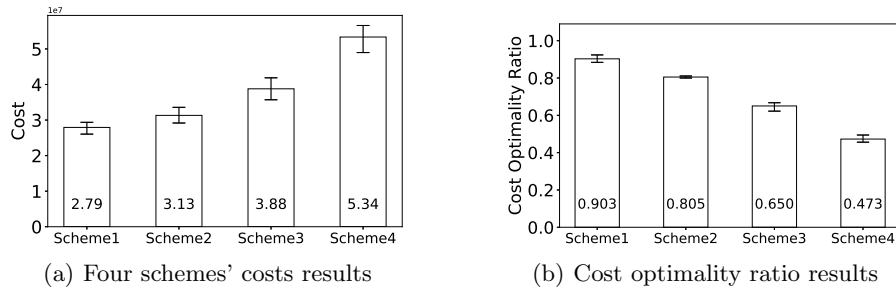 1e7
Cost
5
4
3
2
1
0
2.79 3.13 3.88 5.34
Scheme1 Scheme2 Scheme3 Scheme4
(a) Four schemes' costs results
Cost Optimality Ratio
1.0
0.8
0.6
0.4
0.2
0.0
0.903 0.805 0.650 0.473
Scheme1 Scheme2 Scheme3 Scheme4
(b) Cost optimality ratio results